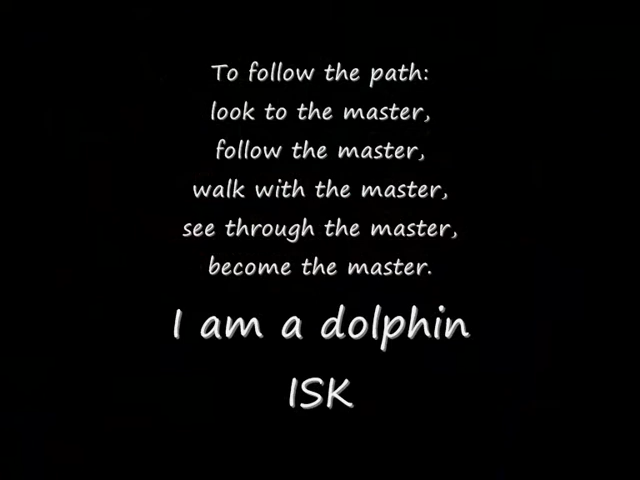 To follow the path:
look to the master,
follow the master,
walk with the master,
see through the master,
become the master.
I am a dolphin
ISK